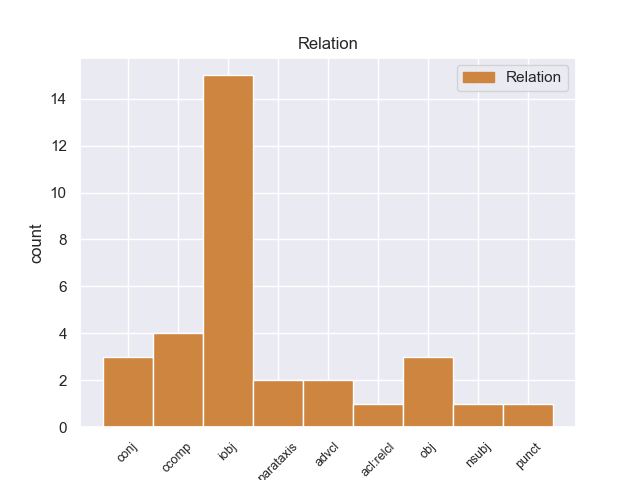 Relation
Relation
count
14
12
10
8
6
4
2
0
conj
ccomp
iobj
parataxis
advcl
acl:relcl
obj
nsubj
punct